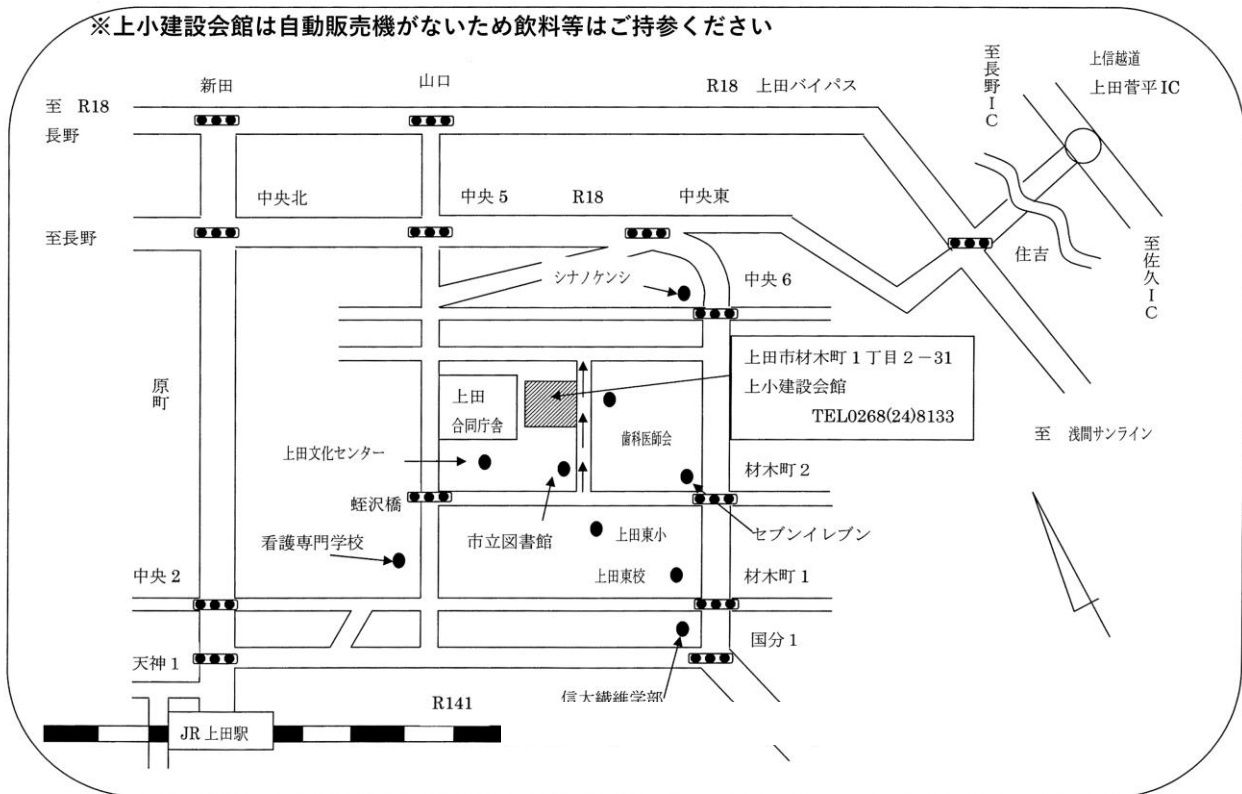 ※上小建設会館は自動販売機がないため飲料等はご持参ください
至長野IC
上信越道
上田菅平IC
新田
山口
R18 上田バイパス
至 R18
長野
中央北
中央5
R18
中央東
至長野
住吉
至佐久IC
シナノケンシ
中央6
原町
上田
合同庁舎
上田市材木町1丁目2-31
上小建設会館
TEL0268(24)8133
歯科医師会
至 浅間サンライン
上田文化センター
材木町2
蛭沢橋
看護専門学校
市立図書館
上田東小
セブンイレブン
中央2
上田東校
材木町1
天神1
国分1
信大繊維学部
R141
JR上田駅